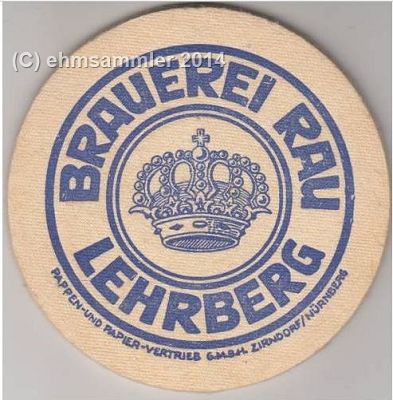 (C) ehmsammler 2014
BRAUEREI RAU
LEHRBERG
PAPPEN-UND PAPIER-VERTRIEB G.M.B.H. ZIRNDORF/NÜRNBERG